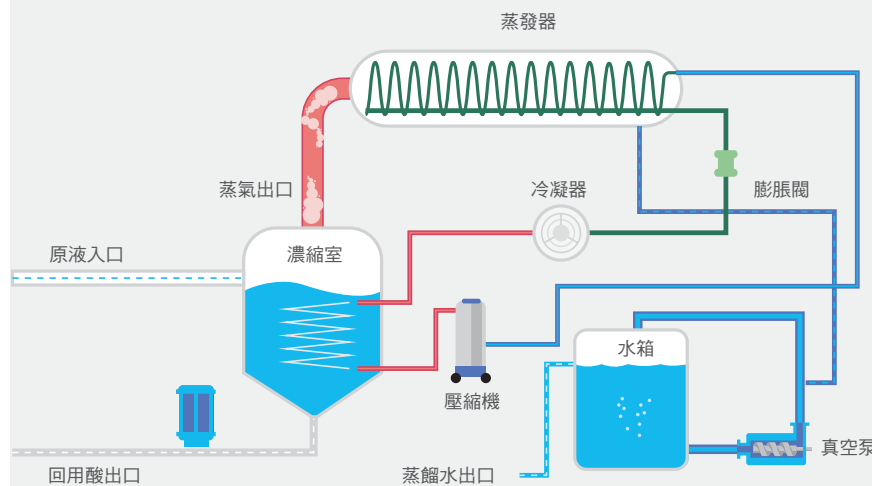 蒸發器
蒸氣出口
冷凝器
膨脹閥
原液入口
濃縮室
水箱
壓縮機
真空泵
回用酸出口
蒸餾水出口